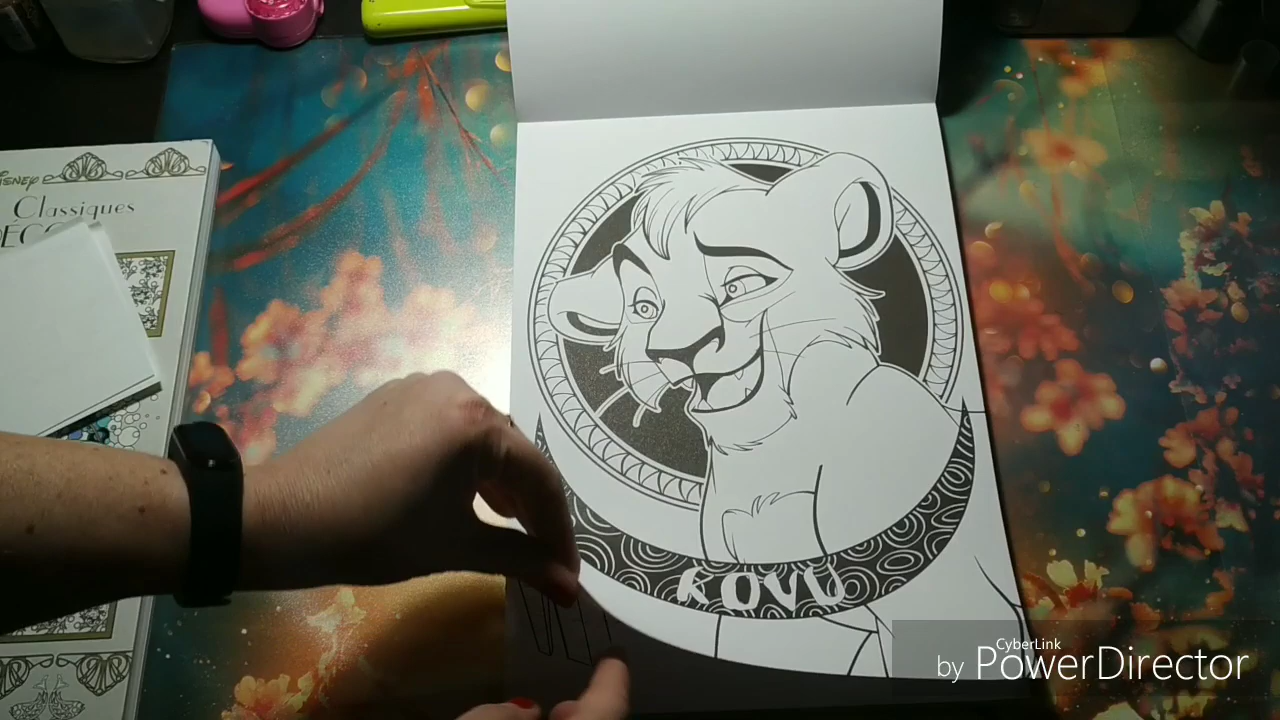 DISNEY
Classiques
KOVU
CyberLink
by PowerDirector